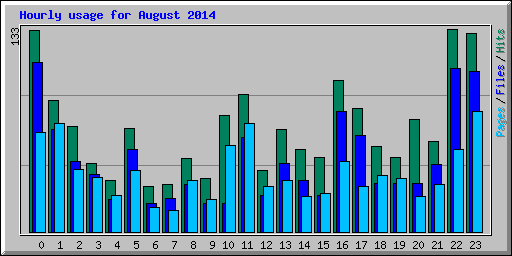 Hourly usage for August 2014
133
Pages/Files/Hits
0 1 2 3 4 5 6 7 8 9 10 11 12 13 14 15 16 17 18 19 20 21 22 23